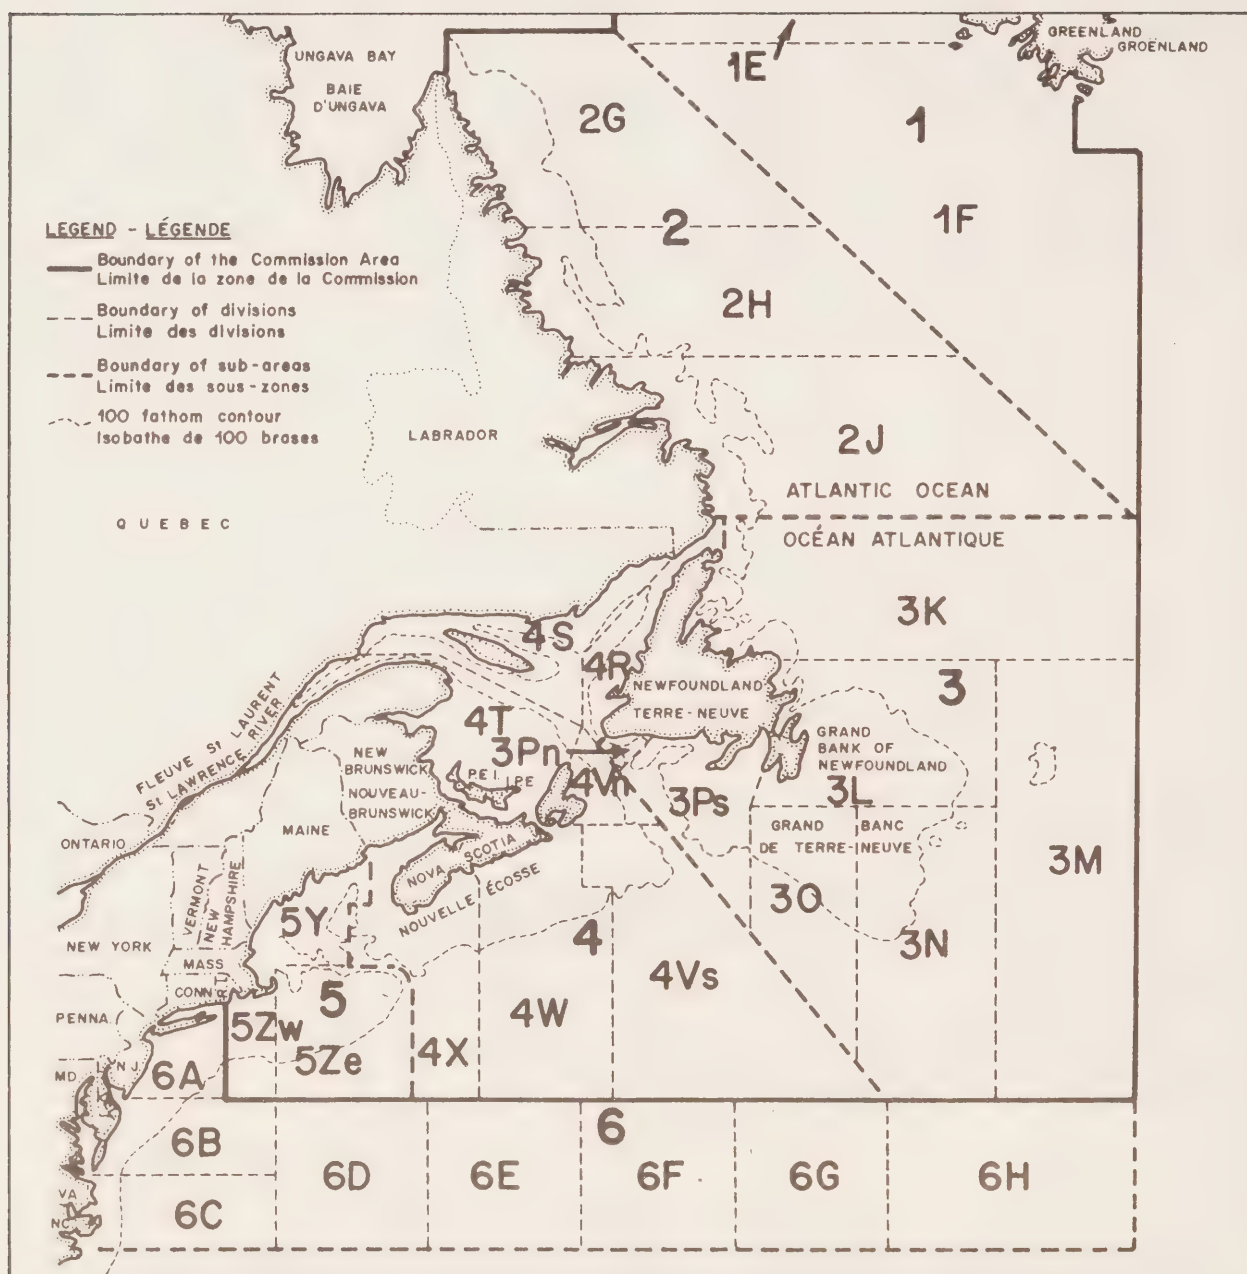 UNGAVA BAY
BAIE
D'UNGAVA
GREENLAND
GROENLAND
1E
2G
1
1F
LEGEND - LÉGENDE
Boundary of the Commission Area
Limite de la zone de la Commission
Boundary of divisions
Limite des divisions
Boundary of sub-areas
Limite des sous-zones
100 fathom contour
Isobathe de 100 brases
2
2H
LABRADOR
2J
ATLANTIC OCEAN
OCÉAN ATLANTIQUE
QUEBEC
3K
4S
4R
NEWFOUNDLAND
TERRE-NEUVE
3
FLEUVE St LAURENT
St LAWRENCE RIVER
4T
3Pn
4Vn
3Ps
GRAND
BANK OF
NEWFOUNDLAND
3L
NEW
BRUNSWICK
NOUVEAU-
BRUNSWICK
P.E.I.
I.P.E
MAINE
ONTARIO
GRAND BANC
DE TERRE-NEUVE
3M
NOVA SCOTIA
NOUVELLE ÉCOSSE
VERMONT
NEW
HAMPSHIRE
3O
3N
5Y
4
NEW YORK
MASS
CONN
R.I.
4Vs
5
4W
PENNA.
5Zw
5Ze
4X
MD
N.J.
6A
6
6B
6D
6E
6F
6G
6H
VA
NC
6C